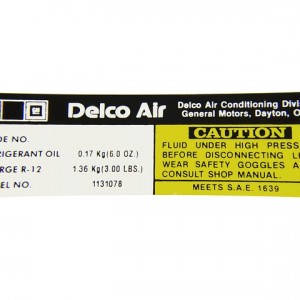 GM Delco Air Delco Air Conditioning Divi
General Motors, Dayton, O
DE NO.
RIGERANT OIL 0.17 Kg(6.0 OZ.)
RGE R-12 1.36 Kg(3.00 LBS.)
EL NO. 1131078
CAUTION
FLUID UNDER HIGH PRESS
BEFORE DISCONNECTING L
WEAR SAFETY GOGGLES A
CONSULT SHOP MANUAL.
MEETS S.A.E. 1639